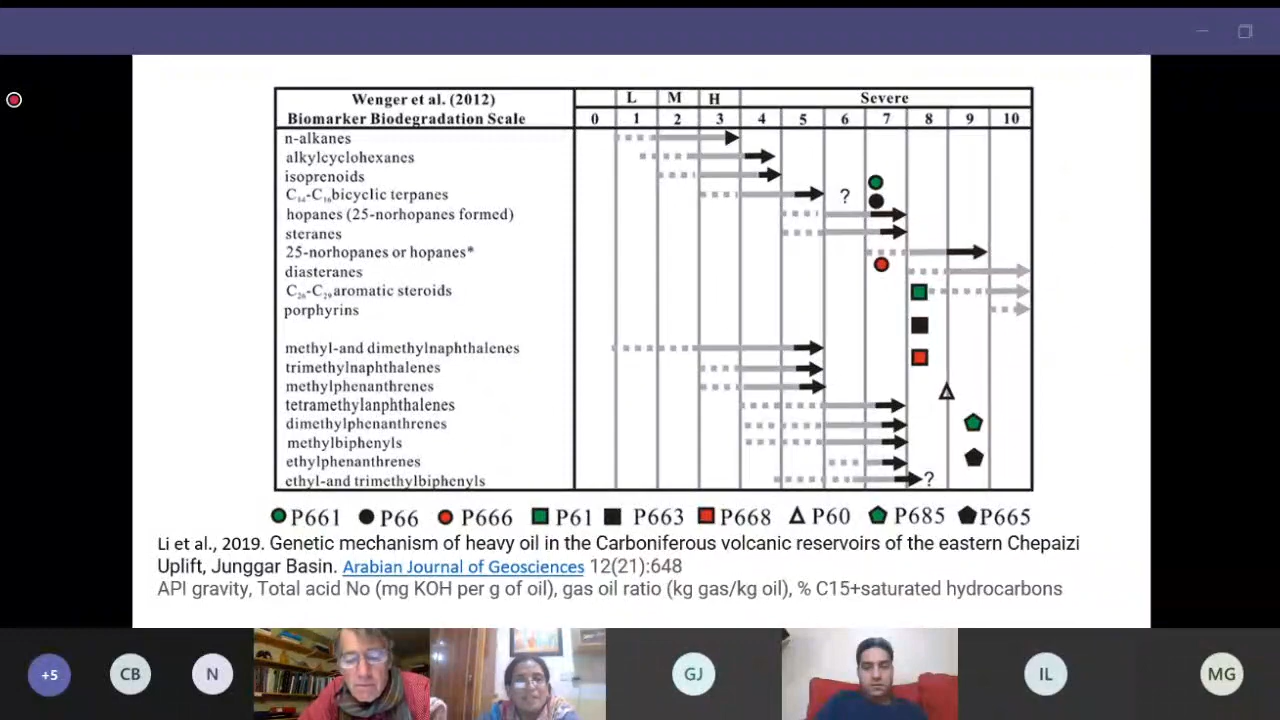 Wenger et al. (2012)
L M H Severe
Biomarker Biodegradation Scale
0 1 2 3 4 5 6 7 8 9 10
n-alkanes
alkylcyclohexanes
isoprenoids
C₁₄-C₁₆bicyclic terpanes ?
hopanes (25-norhopanes formed)
steranes
25-norhopanes or hopanes*
diasteranes
C₂₆-C₂₉aromatic steroids
porphyrins
methyl-and dimethylnaphthalenes
trimethylnaphthalenes
methylphenanthrenes
tetramethylanphthalenes
dimethylphenanthrenes
methylbiphenyls
ethylphenanthrenes
ethyl-and trimethylbiphenyls ?
P661 P66 P666 P61 P663 P668 P60 P685 P665
Li et al., 2019. Genetic mechanism of heavy oil in the Carboniferous volcanic reservoirs of the eastern Chepaizi
Uplift, Junggar Basin. Arabian Journal of Geosciences 12(21):648
API gravity, Total acid No (mg KOH per g of oil), gas oil ratio (kg gas/kg oil), % C15+saturated hydrocarbons
+5 CB N GJ IL MG